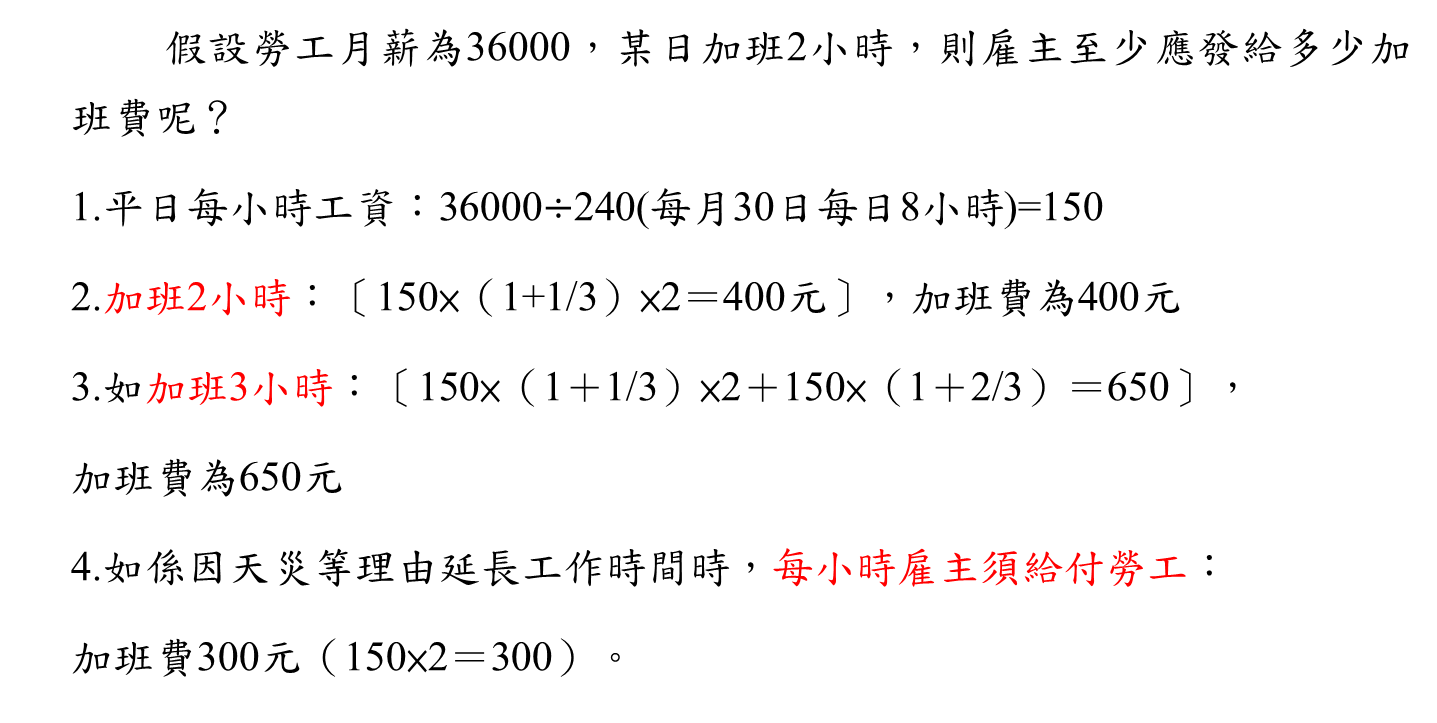 假設勞工月薪為36000，某日加班2小時，則雇主至少應發給多少加
班費呢？
1.平日每小時工資：36000÷240(每月30日每日8小時)=150
2.加班2小時：〔150×（1+1/3）×2＝400元〕，加班費為400元
3.如加班3小時：〔150×（1＋1/3）×2＋150×（1＋2/3）＝650〕，
加班費為650元
4.如係因天災等理由延長工作時間時，每小時雇主須給付勞工：
加班費300元（150×2＝300）。